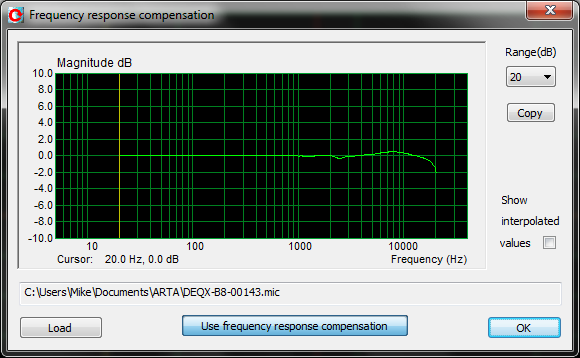 Frequency response compensation
Magnitude dB
Range(dB)
20
Copy
10.0
8.0
6.0
4.0
2.0
0.0
-2.0
-4.0
-6.0
-8.0
-10.0
10 100 1000 10000
Cursor: 20.0 Hz, 0.0 dB Frequency (Hz)
Show
interpolated
values
C:\Users\Mike\Documents\ARTA\DEQX-B8-00143.mic
Load Use frequency response compensation OK